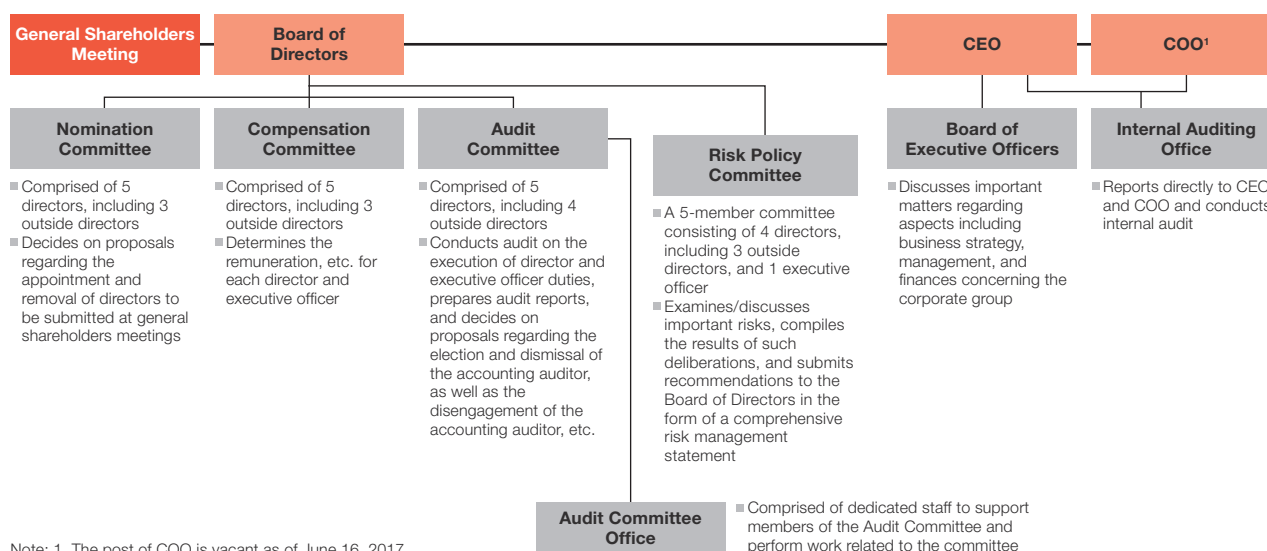 General Shareholders
Meeting
Board of
Directors
CEO
COO¹
Nomination
Committee
Compensation
Committee
Audit
Committee
Risk Policy
Committee
Board of
Executive Officers
Internal Auditing
Office
■ Comprised of 5
directors, including 3
outside directors
■ Decides on proposals
regarding the
appointment and
removal of directors to
be submitted at general
shareholders meetings
■ Comprised of 5
directors, including 3
outside directors
■ Determines the
remuneration, etc. for
each director and
executive officer
■ Comprised of 5
directors, including 4
outside directors
■ Conducts audit on the
execution of director and
executive officer duties,
prepares audit reports,
and decides on
proposals regarding the
election and dismissal of
the accounting auditor,
as well as the
disengagement of the
accounting auditor, etc.
■ A 5-member committee
consisting of 4 directors,
including 3 outside
directors, and 1 executive
officer
■ Examines/discusses
important risks, compiles
the results of such
deliberations, and submits
recommendations to the
Board of Directors in the
form of a comprehensive
risk management
statement
■ Discusses important
matters regarding
aspects including
business strategy,
management, and
finances concerning the
corporate group
■ Reports directly to CEO
and COO and conducts
internal audit
Audit Committee
Office
■ Comprised of dedicated staff to support
members of the Audit Committee and
perform work related to the committee
Note: 1. The post of COO is vacant as of June 16, 2017